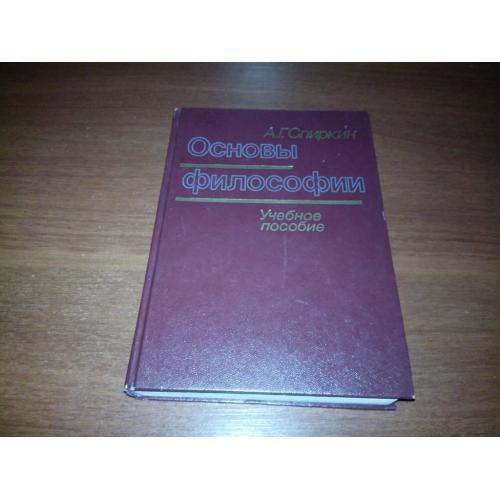 А.Г.Спиркин
Основы
философии
Учебное
пособие